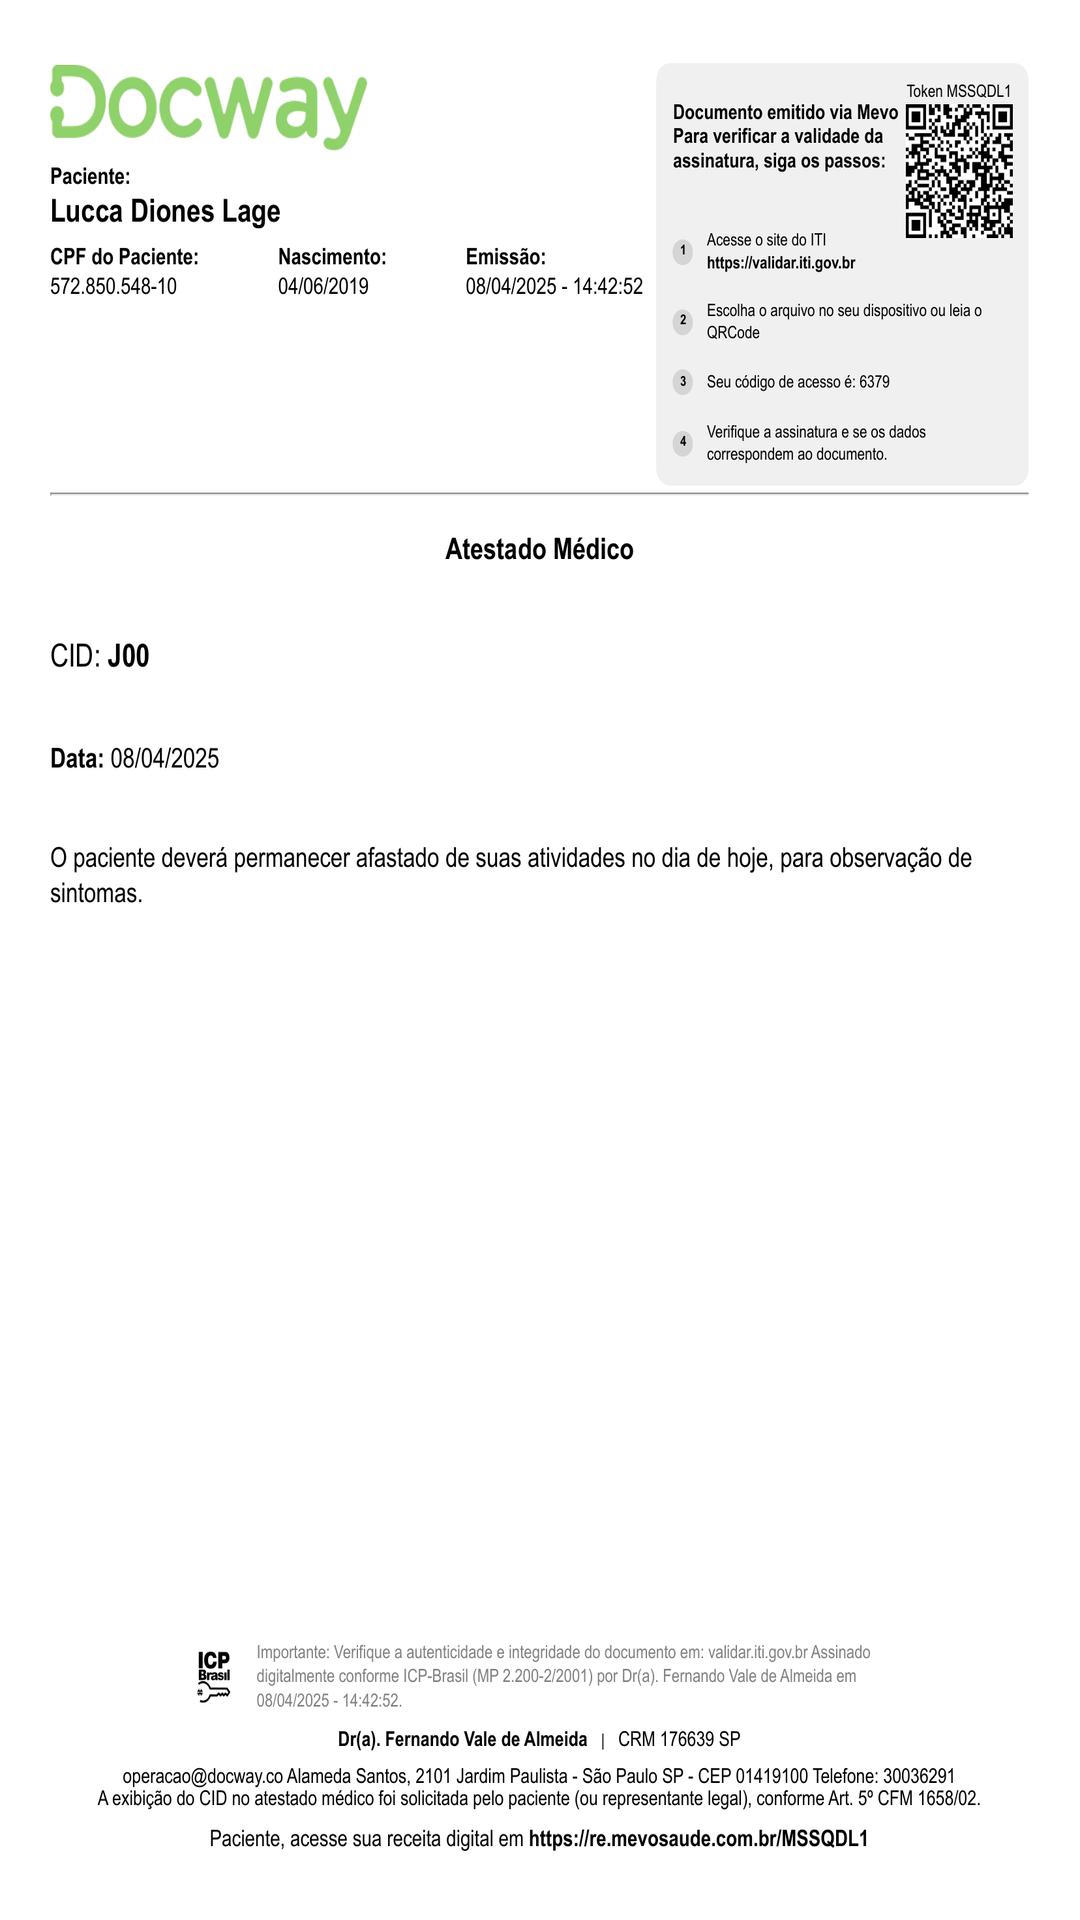 Docway
Token MSSQDL1
Documento emitido via Mevo
Para verificar a validade da
assinatura, siga os passos:
Paciente:
Lucca Diones Lage
CPF do Paciente:
572.850.548-10
Nascimento:
04/06/2019
Emissão:
08/04/2025 - 14:42:52
1
Acesse o site do ITI
https://validar.iti.gov.br
2
Escolha o arquivo no seu dispositivo ou leia o
QRCode
3
Seu código de acesso é: 6379
4
Verifique a assinatura e se os dados
correspondem ao documento.
Atestado Médico
CID: J00
Data: 08/04/2025
O paciente deverá permanecer afastado de suas atividades no dia de hoje, para observação de
sintomas.
ICP
Brasil
Importante: Verifique a autenticidade e integridade do documento em: validar.iti.gov.br Assinado
digitalmente conforme ICP-Brasil (MP 2.200-2/2001) por Dr(a). Fernando Vale de Almeida em
08/04/2025 - 14:42:52.
Dr(a). Fernando Vale de Almeida | CRM 176639 SP
operacao@docway.co Alameda Santos, 2101 Jardim Paulista - São Paulo SP - CEP 01419100 Telefone: 30036291
A exibição do CID no atestado médico foi solicitada pelo paciente (ou representante legal), conforme Art. 5º CFM 1658/02.
Paciente, acesse sua receita digital em https://re.mevosaude.com.br/MSSQDL1